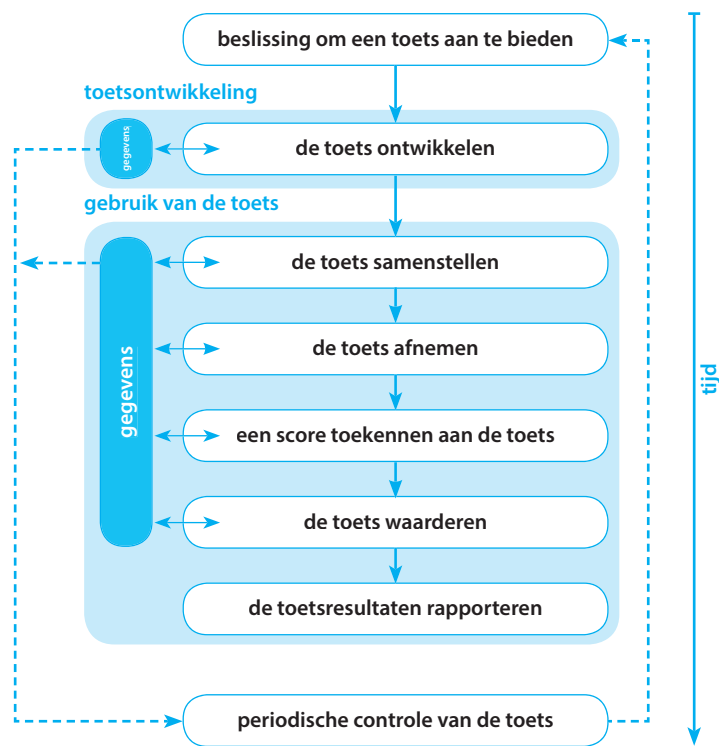 beslissing om een toets aan te bieden
toetsontwikkeling
gegevens
de toets ontwikkelen
gebruik van de toets
gegevens
de toets samenstellen
de toets afnemen
een score toekennen aan de toets
de toets waarderen
de toetsresultaten rapporteren
periodische controle van de toets
tijd